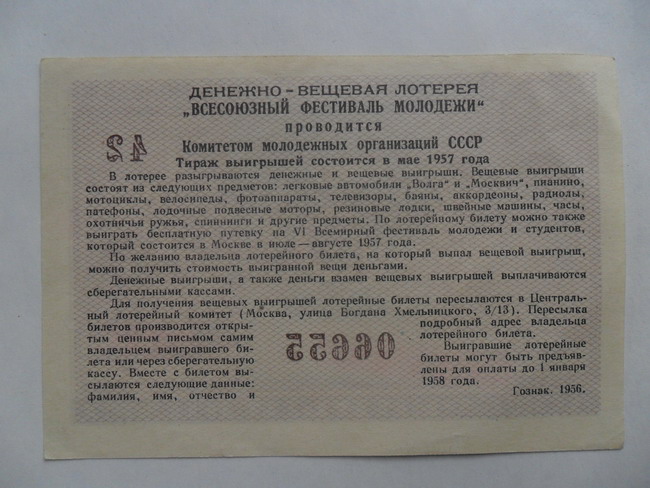 ДЕНЕЖНО-ВЕЩЕВАЯ ЛОТЕРЕЯ
„ВСЕСОЮЗНЫЙ ФЕСТИВАЛЬ МОЛОДЕЖИ“
проводится
Комитетом молодежных организаций СССР
42
Тираж выигрышей состоится в мае 1957 года
В лотерее разыгрываются денежные и вещевые выигрыши. Вещевые выигрыши
состоят из следующих предметов: легковые автомобили „Волга“ и „Москвич“, пианино,
мотоциклы, велосипеды, фотоаппараты, телевизоры, баяны, аккордеоны, радиолы,
патефоны, лодочные подвесные моторы, резиновые лодки, швейные машины, часы,
охотничьи ружья, спиннинги и другие предметы. По лотерейному билету можно также
выиграть бесплатную путевку на VI Всемирный фестиваль молодежи и студентов,
который состоится в Москве в июле—августе 1957 года.
По желанию владельца лотерейного билета, на который выпал вещевой выигрыш,
можно получить стоимость выигранной вещи деньгами.
Денежные выигрыши, а также деньги взамен вещевых выигрышей выплачиваются
сберегательными кассами.
Для получения вещевых выигрышей лотерейные билеты пересылаются в Централь-
ный лотерейный комитет (Москва, улица Богдана Хмельницкого, 3/13). Пересылка
билетов производится откры-
тым ценным письмом самим
владельцем выигравшего би-
лета или через сберегательную
кассу. Вместе с билетом вы-
сылаются следующие данные:
фамилия, имя, отчество и
06655
подробный адрес владельца
лотерейного билета.
Выигравшие лотерейные
билеты могут быть предъяв-
лены для оплаты до 1 января
1958 года.
Гознак. 1956.